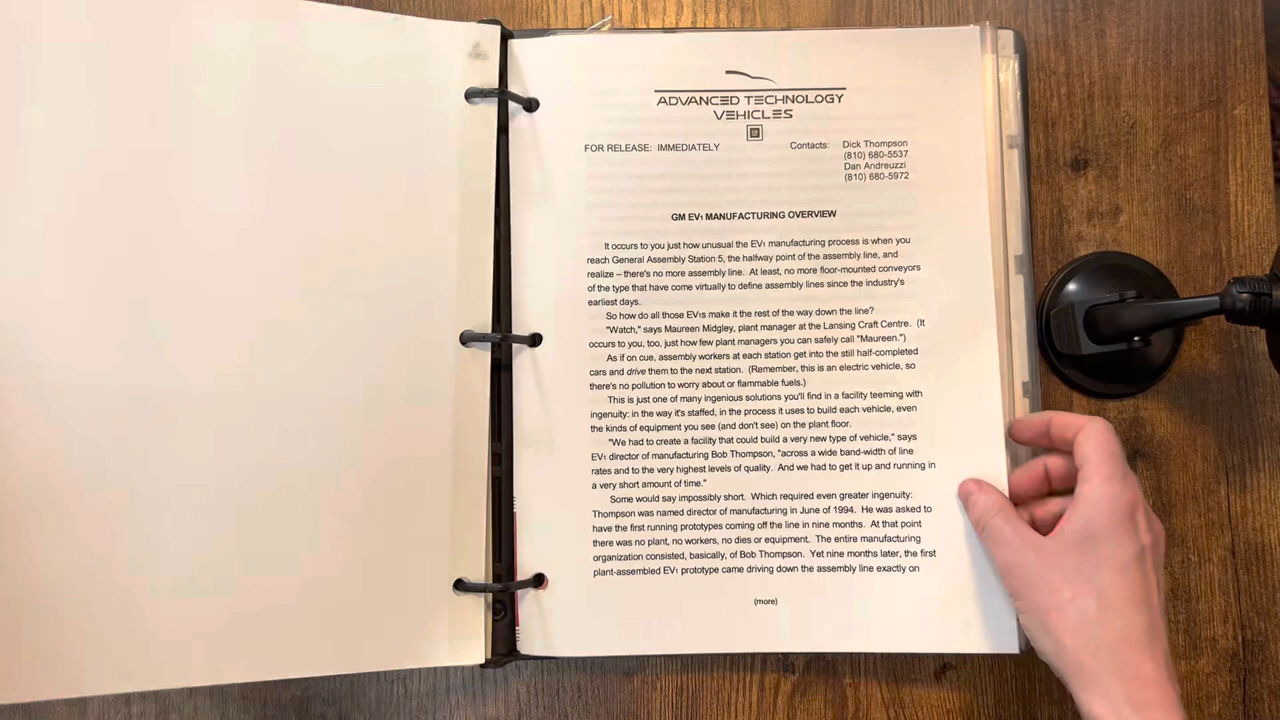 ADVANCED TECHNOLOGY
VEHICLES
GM
FOR RELEASE: IMMEDIATELY
Contacts: Dick Thompson
(810) 680-5537
Dan Andreuzzi
(810) 680-5972
GM EV1 MANUFACTURING OVERVIEW
It occurs to you just how unusual the EV1 manufacturing process is when you
reach General Assembly Station 5, the halfway point of the assembly line, and
realize – there's no more assembly line. At least, no more floor-mounted conveyors
of the type that have come virtually to define assembly lines since the industry's
earliest days.
So how do all those EV1s make it the rest of the way down the line?
"Watch," says Maureen Midgley, plant manager at the Lansing Craft Centre. (It
occurs to you, too, just how few plant managers you can safely call "Maureen.")
As if on cue, assembly workers at each station get into the still half-completed
cars and drive them to the next station. (Remember, this is an electric vehicle, so
there's no pollution to worry about or flammable fuels.)
This is just one of many ingenious solutions you'll find in a facility teeming with
ingenuity: in the way it's staffed, in the process it uses to build each vehicle, even
the kinds of equipment you see (and don't see) on the plant floor.
"We had to create a facility that could build a very new type of vehicle," says
EV1 director of manufacturing Bob Thompson, "across a wide band-width of line
rates and to the very highest levels of quality. And we had to get it up and running in
a very short amount of time."
Some would say impossibly short. Which required even greater ingenuity:
Thompson was named director of manufacturing in June of 1994. He was asked to
have the first running prototypes coming off the line in nine months. At that point
there was no plant, no workers, no dies or equipment. The entire manufacturing
organization consisted, basically, of Bob Thompson. Yet nine months later, the first
plant-assembled EV1 prototype came driving down the assembly line exactly on
(more)